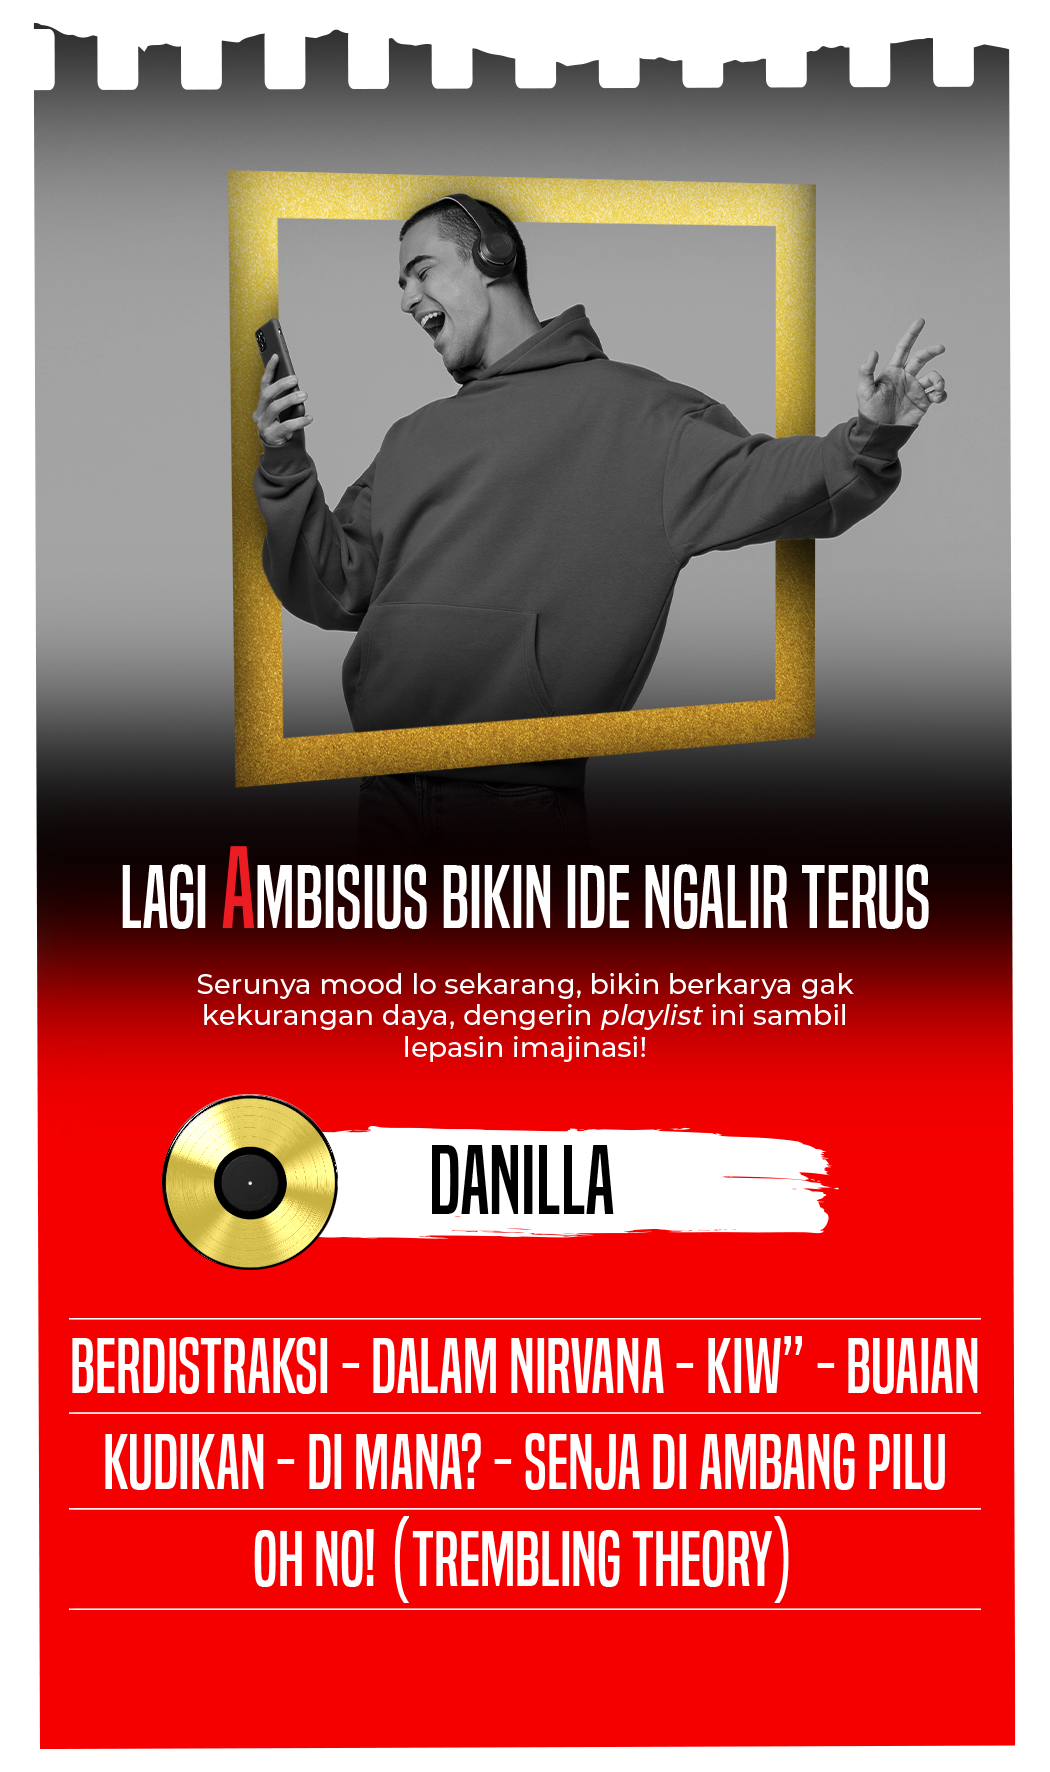 LAGI AMBISIUS BIKIN IDE NGALIR TERUS
Serunya mood lo sekarang, bikin berkarya gak
kekurangan daya, dengerin playlist ini sambil
lepasin imajinasi!
DANILLA
BERDISTRAKSI - DALAM NIRVANA - KIW” - BUAIAN
KUDIKAN - DI MANA? - SENJA DI AMBANG PILU
OH NO! (TREMBLING THEORY)